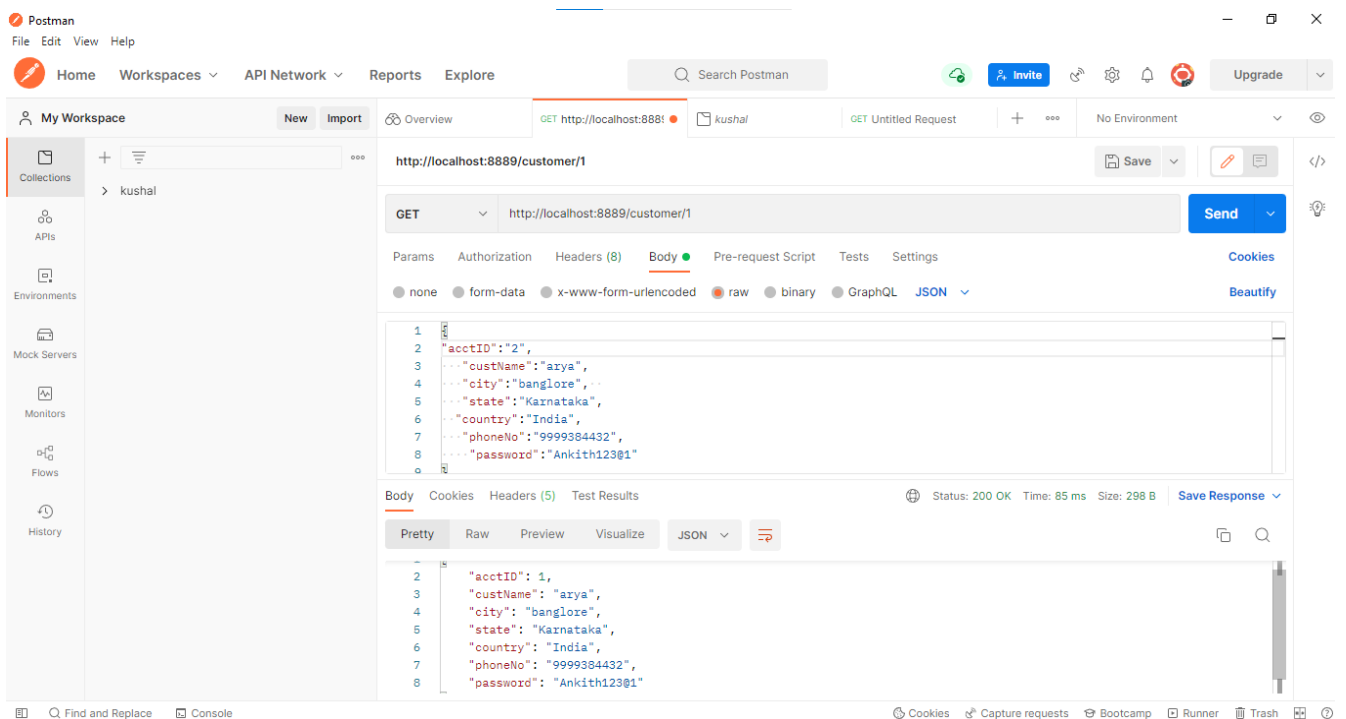 Postman
File Edit View Help
Home Workspaces API Network Reports Explore Search Postman Invite Upgrade
My Workspace New Import Overview GET http://localhost:8889 kushal GET Untitled Request No Environment
Collections
kushal
APIs
Environments
Mock Servers
Monitors
Flows
History
http://localhost:8889/customer/1 Save
GET http://localhost:8889/customer/1 Send
Params Authorization Headers (8) Body Pre-request Script Tests Settings Cookies
none form-data x-www-form-urlencoded raw binary GraphQL JSON Beautify
1 {
2 "acctID":"2",
3 "custName":"arya",
4 "city":"banglore",
5 "state":"Karnataka",
6 "country":"India",
7 "phoneNo":"9999384432",
8 "password":"Ankith123@1"
9 }
Body Cookies Headers (5) Test Results Status: 200 OK Time: 85 ms Size: 298 B Save Response
Pretty Raw Preview Visualize JSON
2 "acctID": 1,
3 "custName": "arya",
4 "city": "banglore",
5 "state": "Karnataka",
6 "country": "India",
7 "phoneNo": "9999384432",
8 "password": "Ankith123@1"
Find and Replace Console Cookies Capture requests Bootcamp Runner Trash